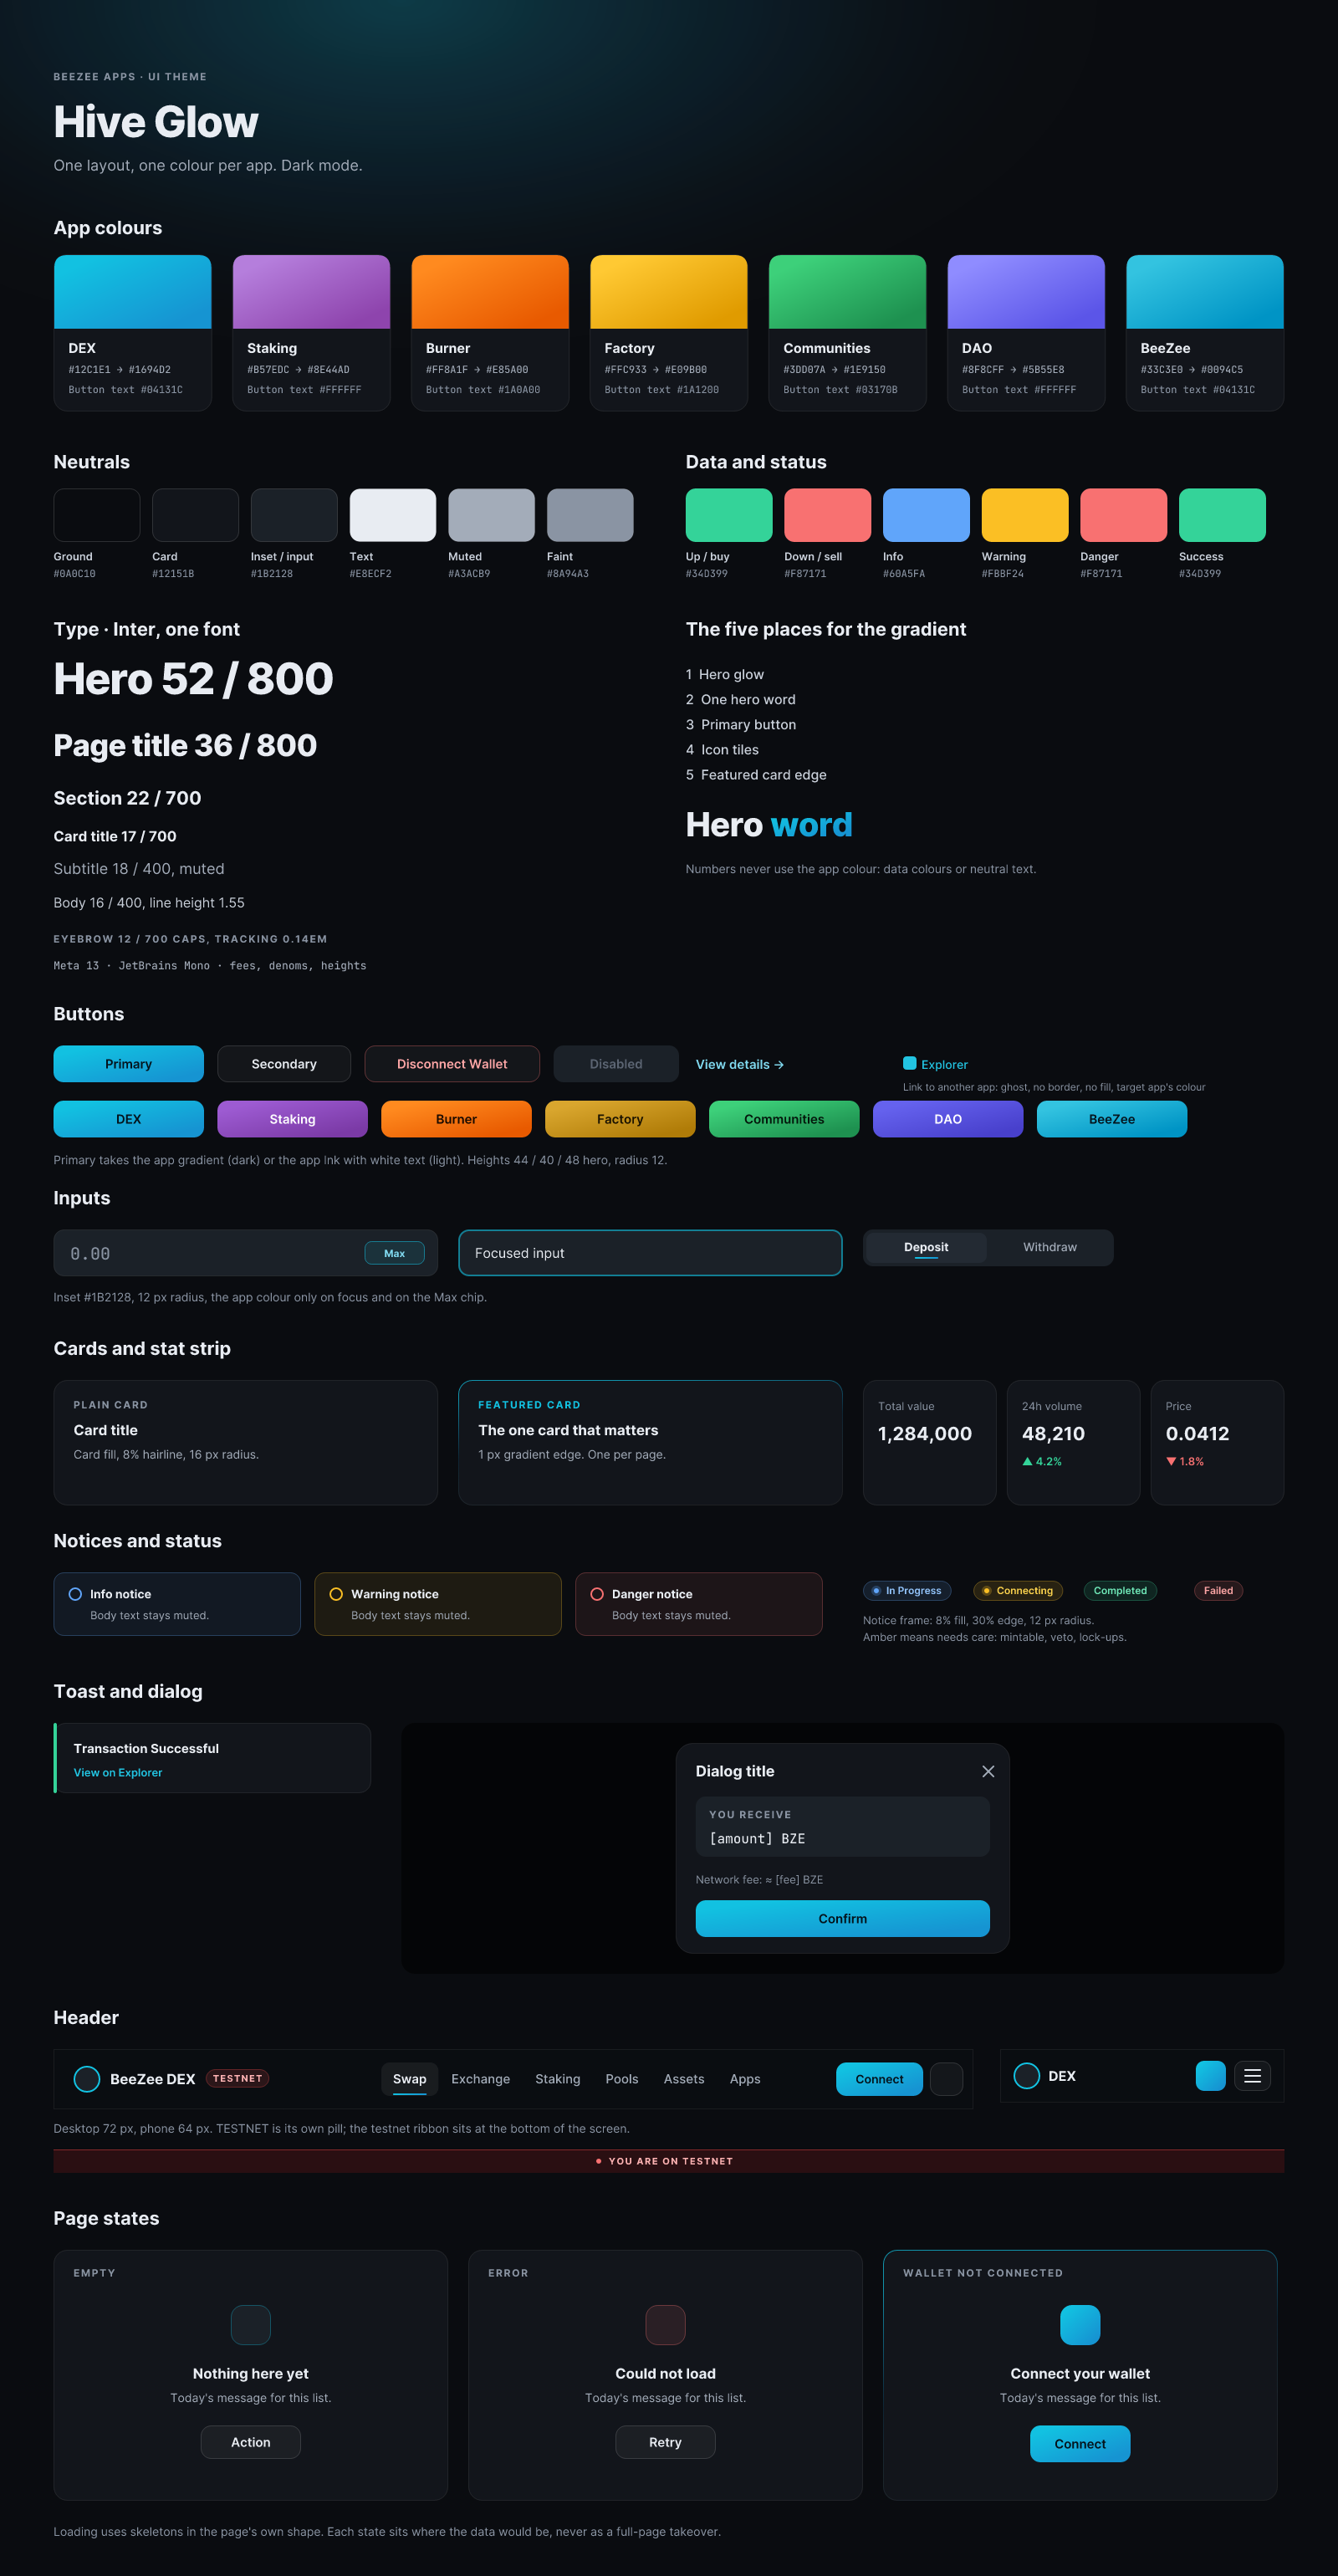 BEEZEE APPS · UI THEME
Hive Glow
One layout, one colour per app. Dark mode.
App colours
DEX
#12C1E1 → #1694D2
Button text #04131C
Staking
#B57EDC → #8E44AD
Button text #FFFFFF
Burner
#FF8A1F → #E85A00
Button text #1A0A00
Factory
#FFC933 → #E09B00
Button text #1A1200
Communities
#3DD07A → #1E9150
Button text #03170B
DAO
#8F8CFF → #5B55E8
Button text #FFFFFF
BeeZee
#33C3E0 → #0094C5
Button text #04131C
Neutrals
Ground
#0A0C10
Card
#12151B
Inset / input
#1B2128
Text
#E8ECF2
Muted
#A3ACB9
Faint
#8A94A3
Data and status
Up / buy
#34D399
Down / sell
#F87171
Info
#60A5FA
Warning
#FBBF24
Danger
#F87171
Success
#34D399
Type · Inter, one font
Hero 52 / 800
Page title 36 / 800
Section 22 / 700
Card title 17 / 700
Subtitle 18 / 400, muted
Body 16 / 400, line height 1.55
EYEBROW 12 / 700 CAPS, TRACKING 0.14EM
Meta 13 · JetBrains Mono · fees, denoms, heights
The five places for the gradient
1 Hero glow
2 One hero word
3 Primary button
4 Icon tiles
5 Featured card edge
Hero word
Numbers never use the app colour: data colours or neutral text.
Buttons
Primary
Secondary
Disconnect Wallet
Disabled
View details →
Explorer
Link to another app: ghost, no border, no fill, target app's colour
DEX
Staking
Burner
Factory
Communities
DAO
BeeZee
Primary takes the app gradient (dark) or the app Ink with white text (light). Heights 44 / 40 / 48 hero, radius 12.
Inputs
0.00
Max
Focused input
Deposit
Withdraw
Inset #1B2128, 12 px radius, the app colour only on focus and on the Max chip.
Cards and stat strip
PLAIN CARD
Card title
Card fill, 8% hairline, 16 px radius.
FEATURED CARD
The one card that matters
1 px gradient edge. One per page.
Total value
1,284,000
24h volume
48,210
▲ 4.2%
Price
0.0412
▼ 1.8%
Notices and status
Info notice
Body text stays muted.
Warning notice
Body text stays muted.
Danger notice
Body text stays muted.
In Progress
Connecting
Completed
Failed
Notice frame: 8% fill, 30% edge, 12 px radius.
Amber means needs care: mintable, veto, lock-ups.
Toast and dialog
Transaction Successful
View on Explorer
Dialog title
YOU RECEIVE
[amount] BZE
Network fee: ≈ [fee] BZE
Confirm
Header
BeeZee DEX
TESTNET
Swap
Exchange
Staking
Pools
Assets
Apps
Connect
DEX
Desktop 72 px, phone 64 px. TESTNET is its own pill; the testnet ribbon sits at the bottom of the screen.
YOU ARE ON TESTNET
Page states
EMPTY
Nothing here yet
Today's message for this list.
Action
ERROR
Could not load
Today's message for this list.
Retry
WALLET NOT CONNECTED
Connect your wallet
Today's message for this list.
Connect
Loading uses skeletons in the page's own shape. Each state sits where the data would be, never as a full-page takeover.